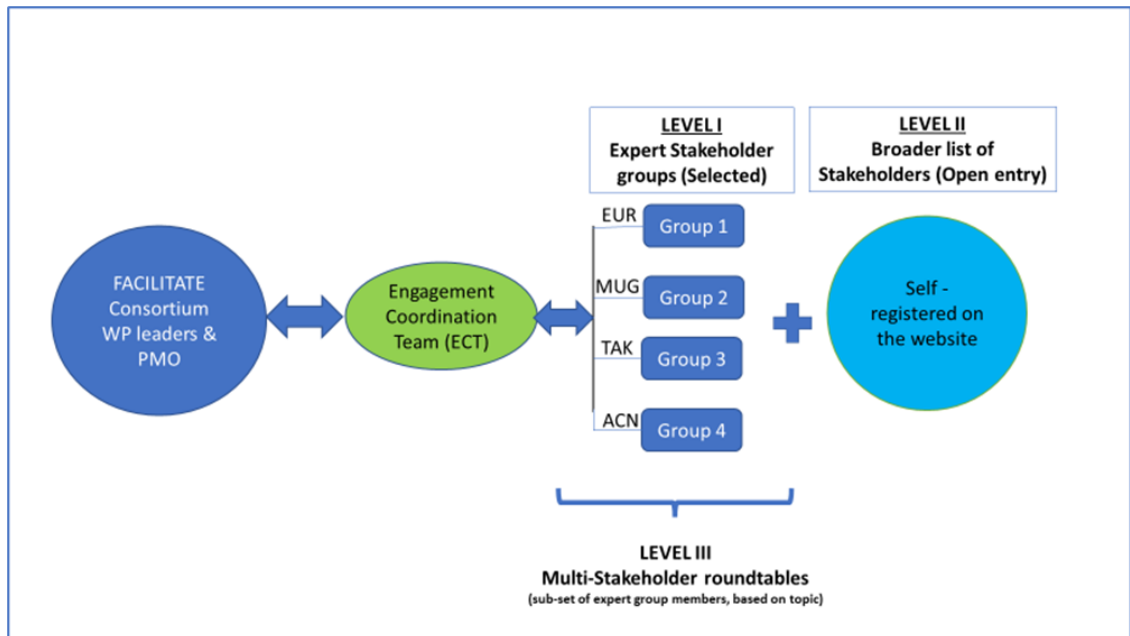 LEVEL I
Expert Stakeholder
groups (Selected)
LEVEL II
Broader list of
Stakeholders (Open entry)
FACILITATE
Consortium
WP leaders &
PMO
Engagement
Coordination
Team (ECT)
EUR
Group 1
MUG
Group 2
TAK
Group 3
ACN
Group 4
Self -
registered on
the website
LEVEL III
Multi-Stakeholder roundtables
(sub-set of expert group members, based on topic)